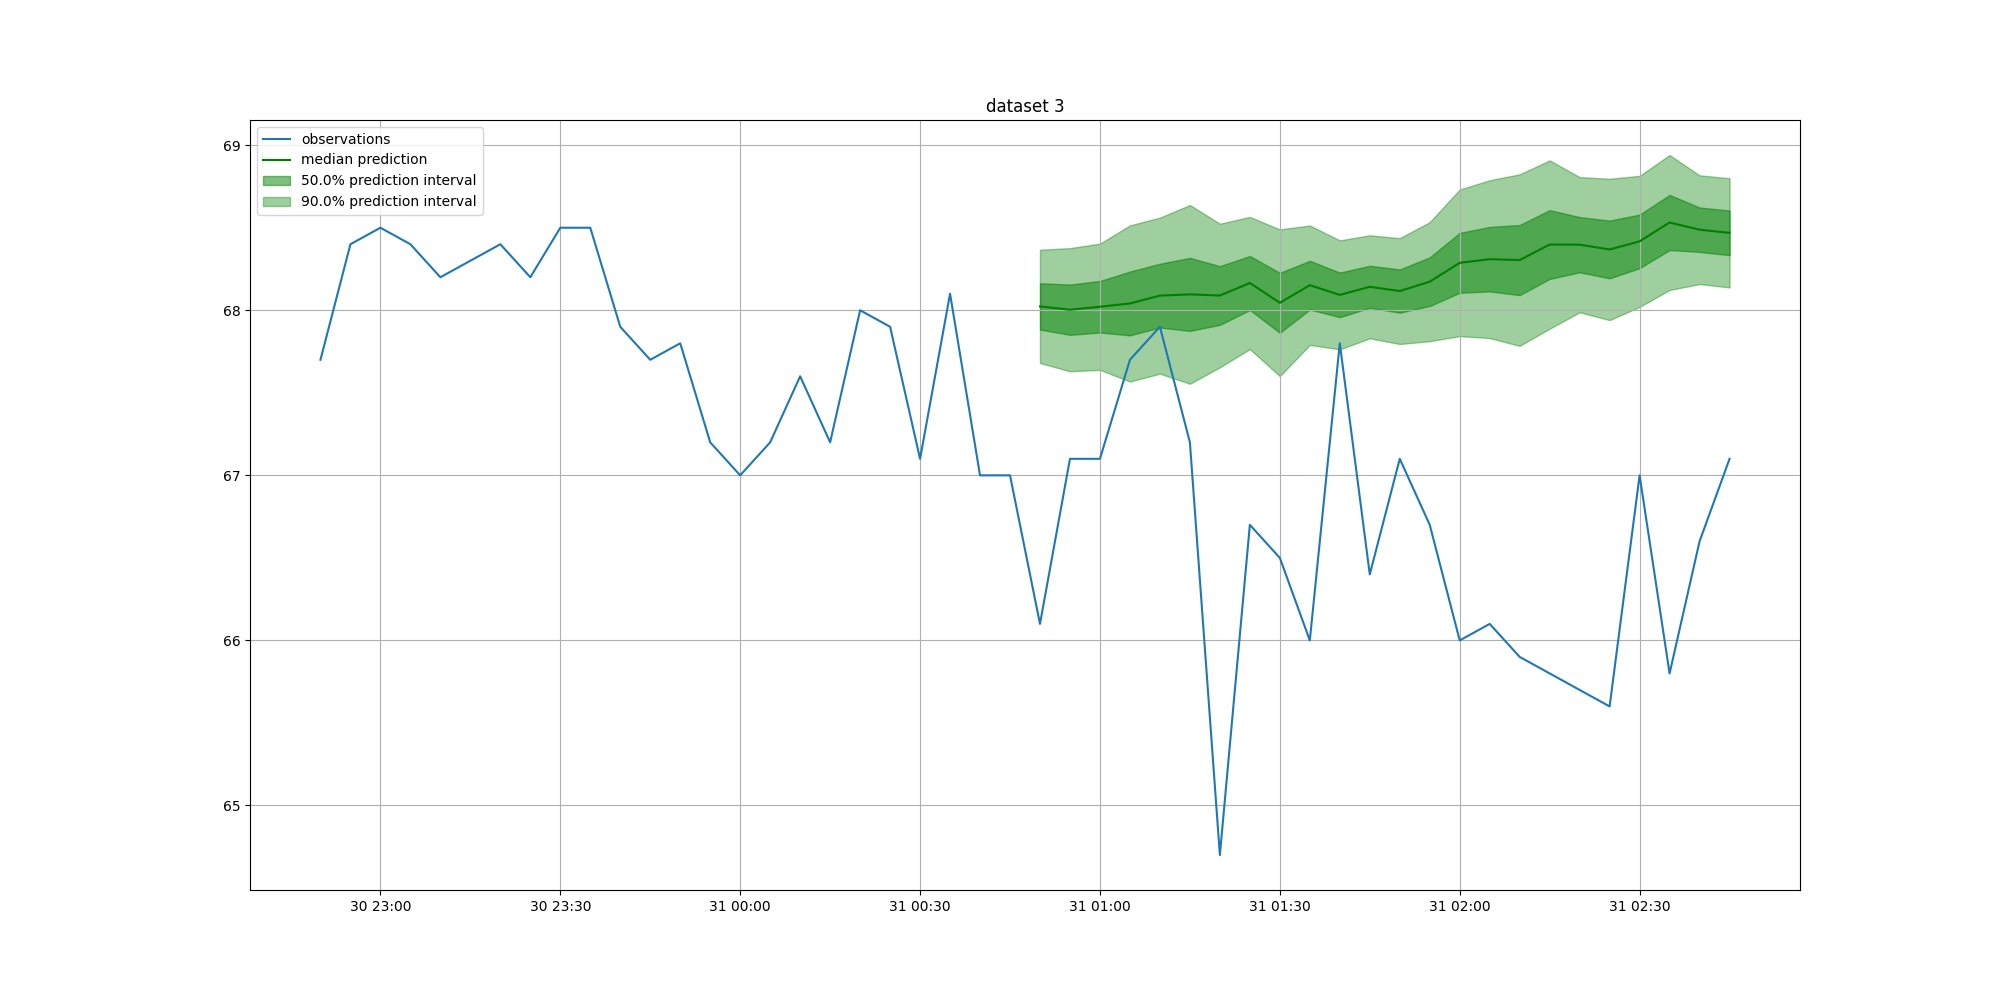 dataset 3
observations
median prediction
50.0% prediction interval
90.0% prediction interval
69
68
67
66
65
30 23:00
30 23:30
31 00:00
31 00:30
31 01:00
31 01:30
31 02:00
31 02:30